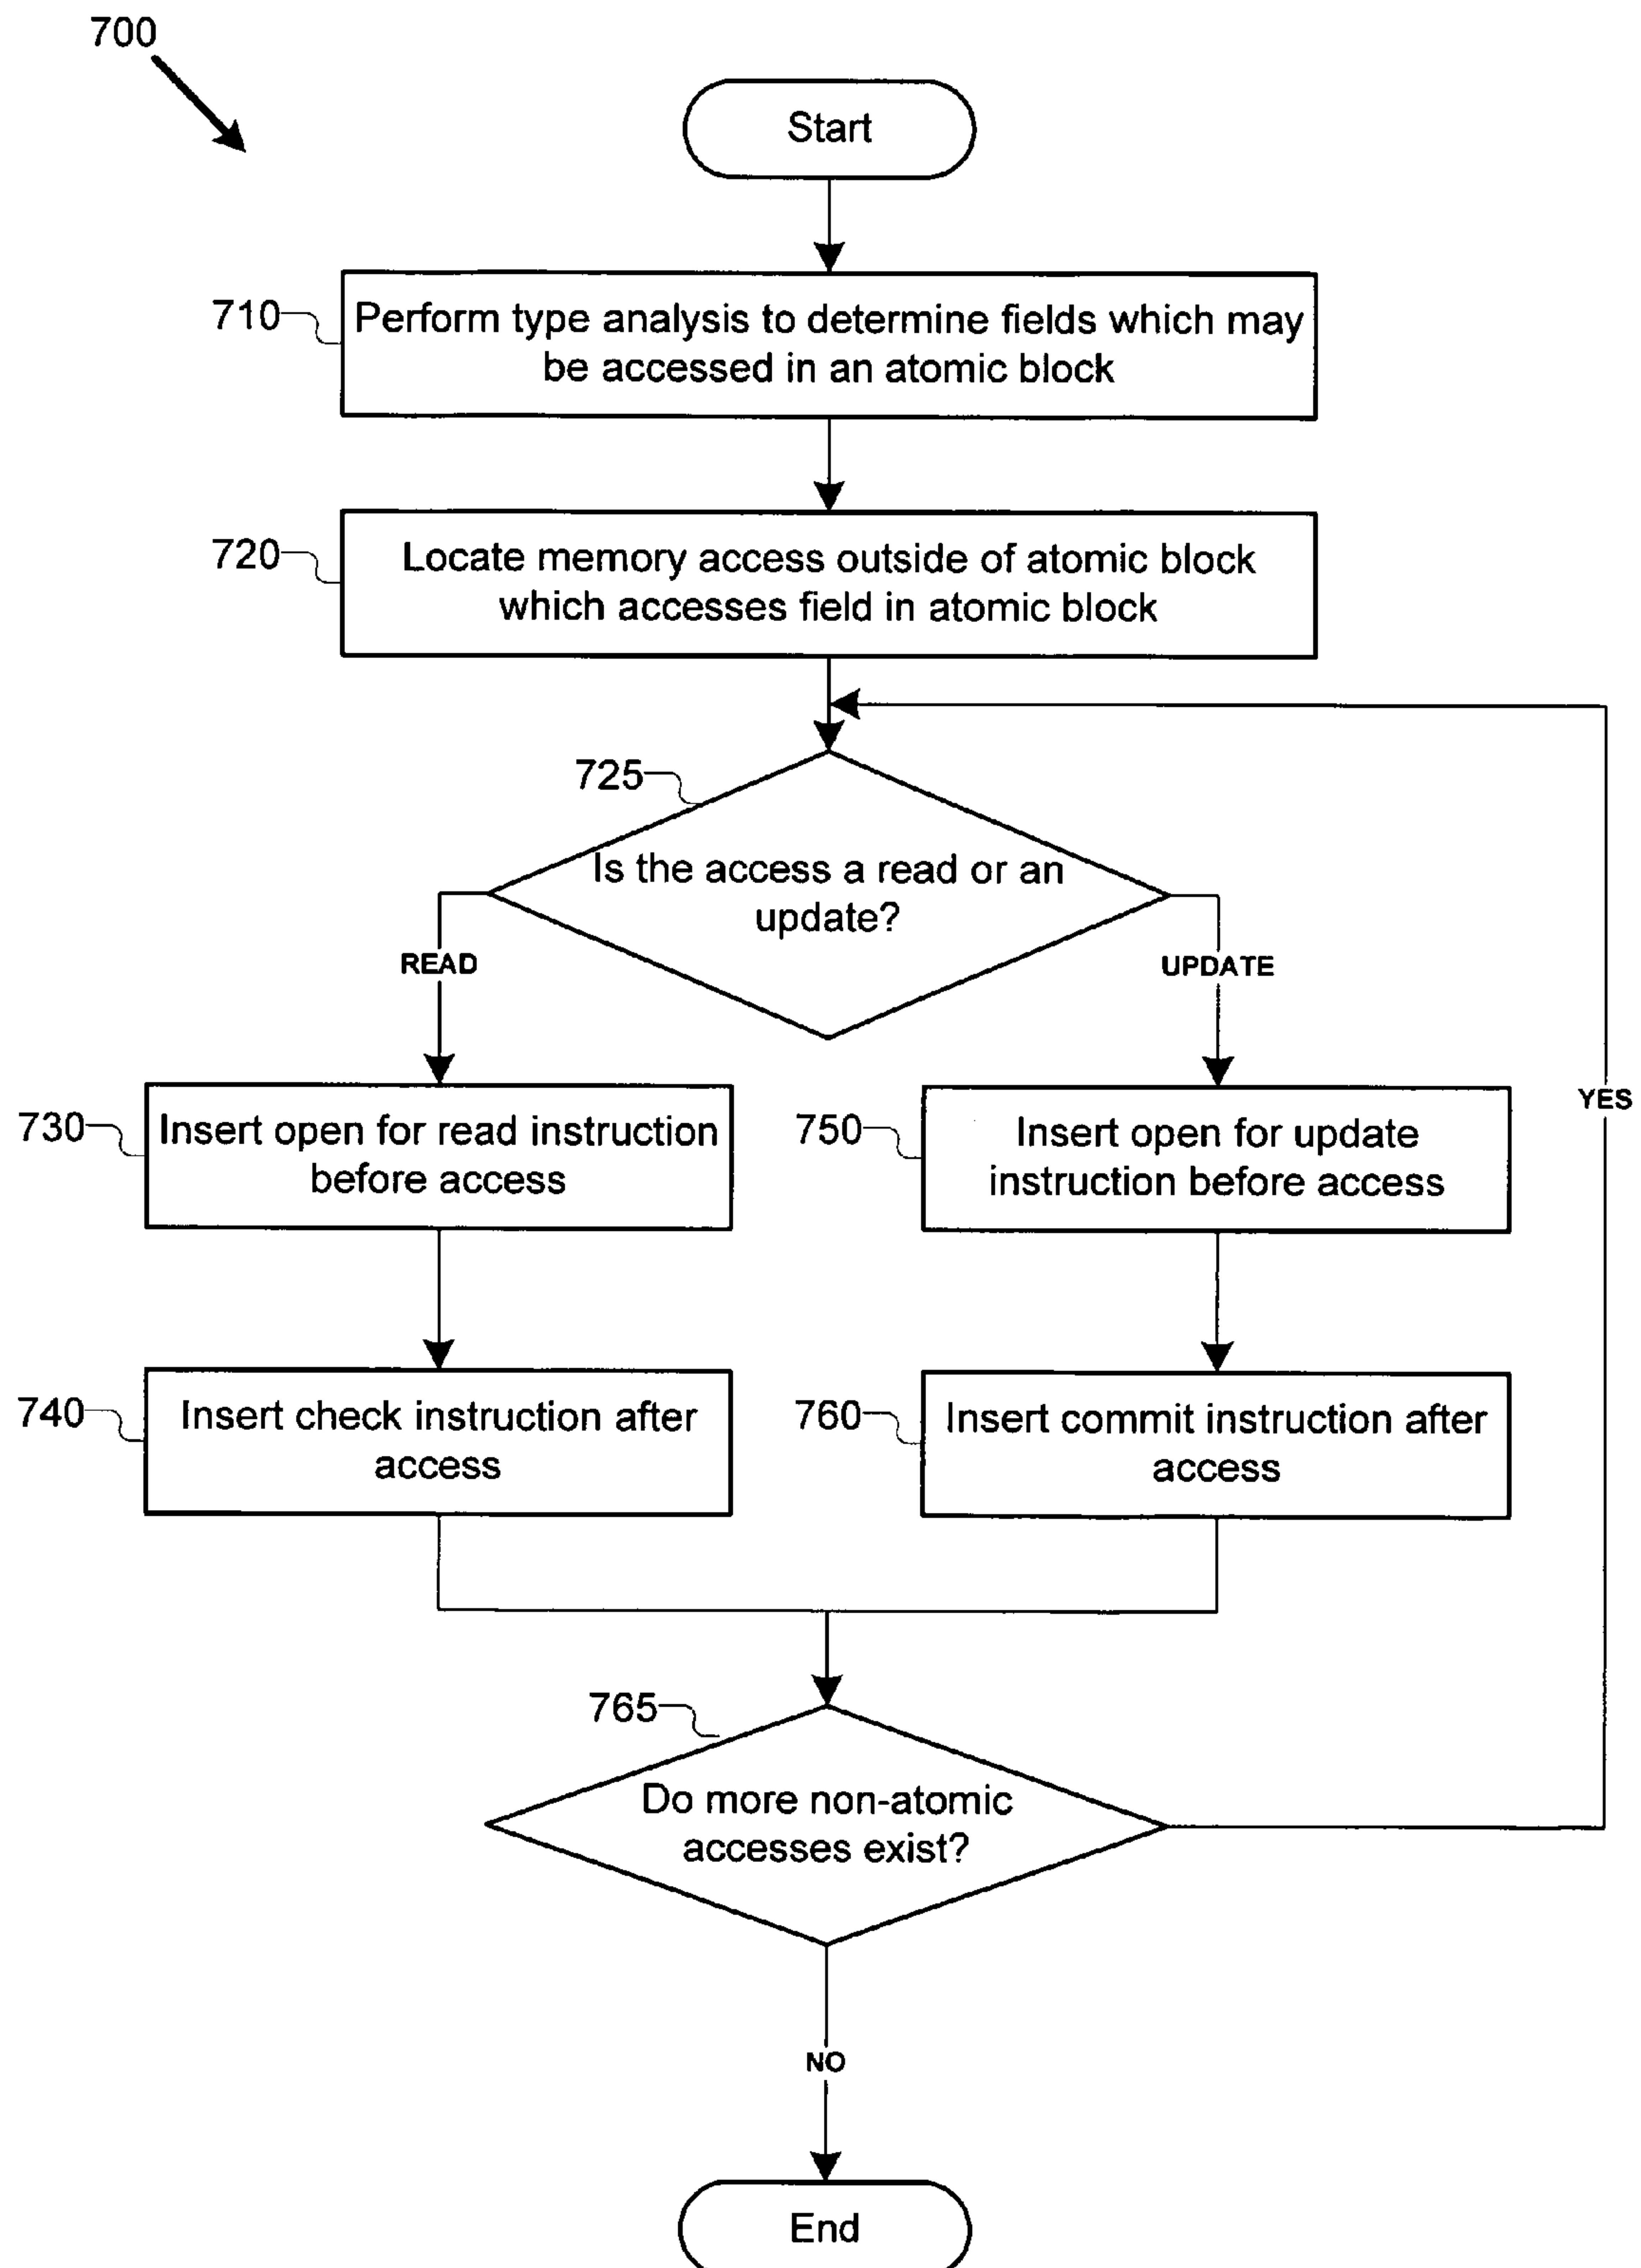 700
Start
710
Perform type analysis to determine fields which may
be accessed in an atomic block
720
Locate memory access outside of atomic block
which accesses field in atomic block
725
Is the access a read or an
update?
READ
UPDATE
YES
730
Insert open for read instruction
before access
750
Insert open for update
instruction before access
740
Insert check instruction after
access
760
Insert commit instruction after
access
765
Do more non-atomic
accesses exist?
NO
End